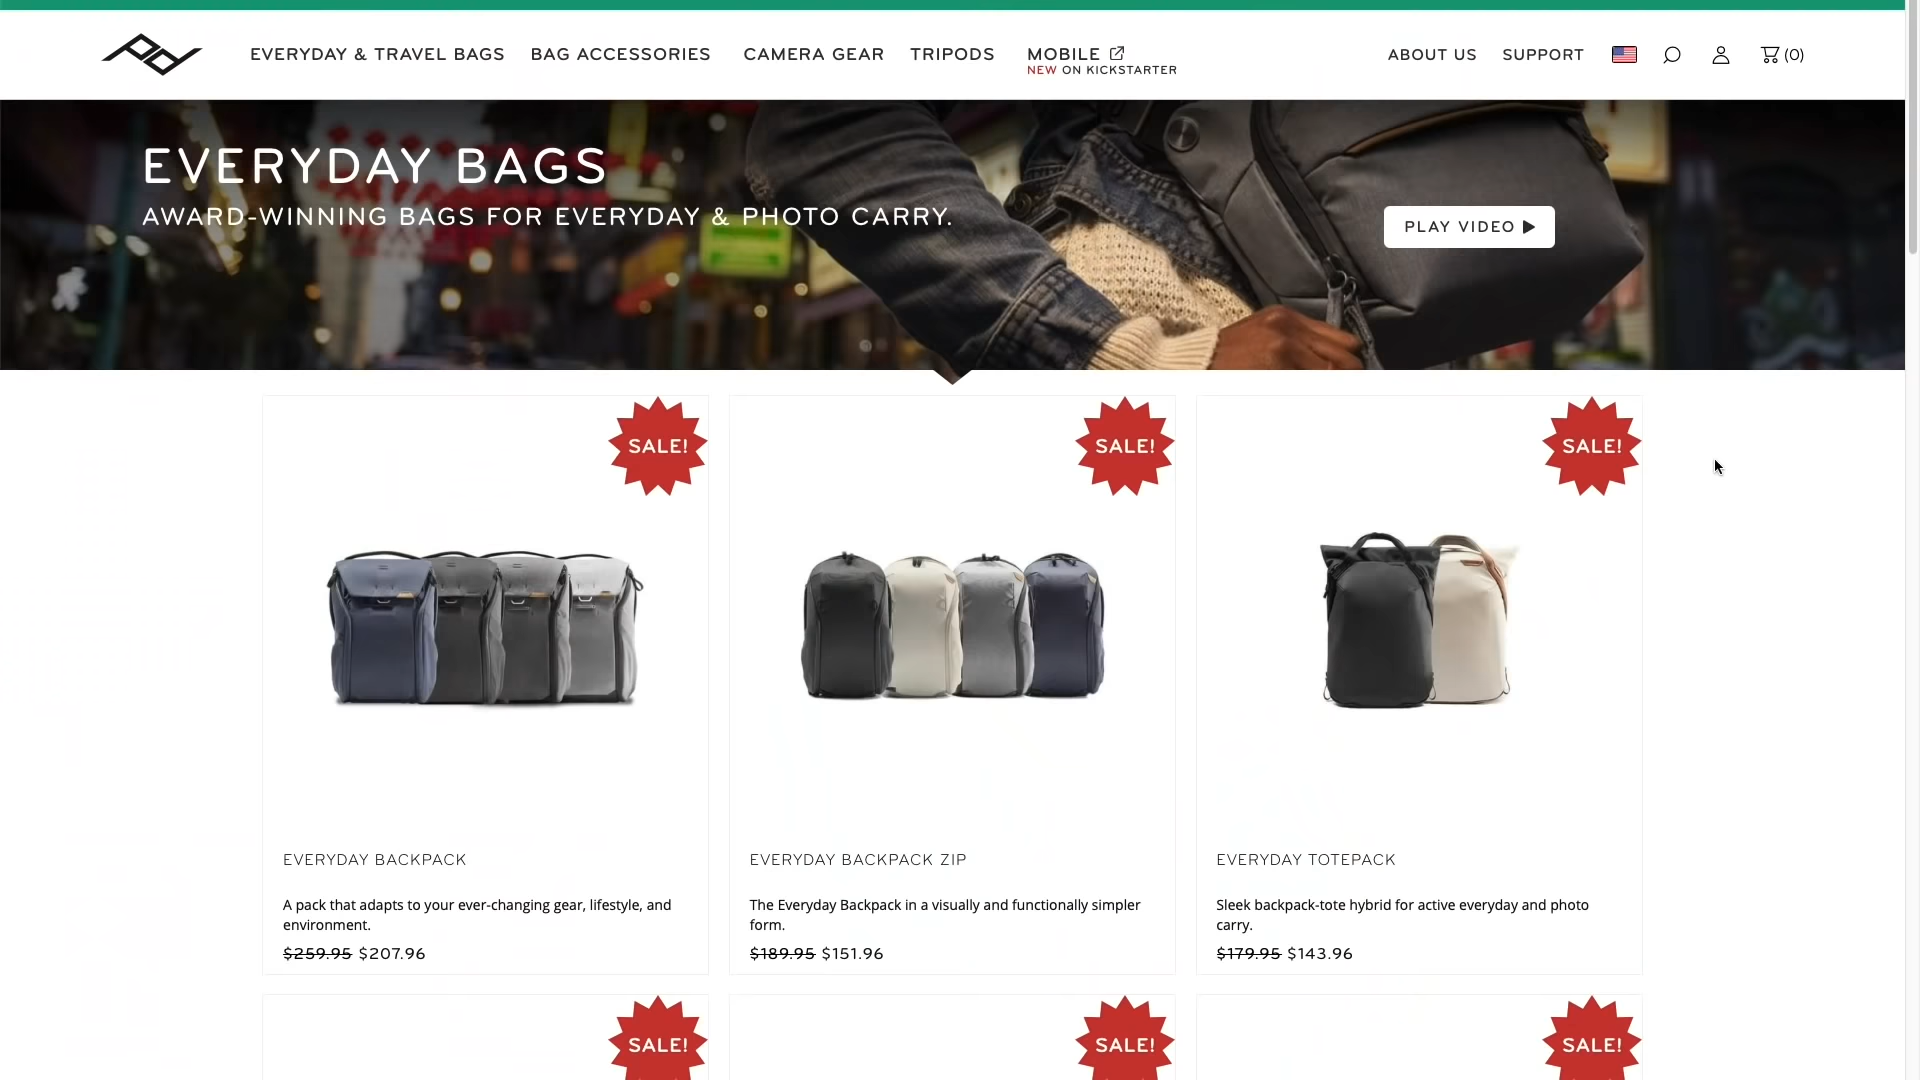 EVERYDAY & TRAVEL BAGS
BAG ACCESSORIES
CAMERA GEAR
TRIPODS
MOBILE
NEW ON KICKSTARTER
ABOUT US
SUPPORT
(0)
EVERYDAY BAGS
AWARD-WINNING BAGS FOR EVERYDAY & PHOTO CARRY.
PLAY VIDEO
SALE!
SALE!
SALE!
EVERYDAY BACKPACK
A pack that adapts to your ever-changing gear, lifestyle, and
environment.
$259.95 $207.96
EVERYDAY BACKPACK ZIP
The Everyday Backpack in a visually and functionally simpler
form.
$189.95 $151.96
EVERYDAY TOTEPACK
Sleek backpack-tote hybrid for active everyday and photo
carry.
$179.95 $143.96
SALE!
SALE!
SALE!